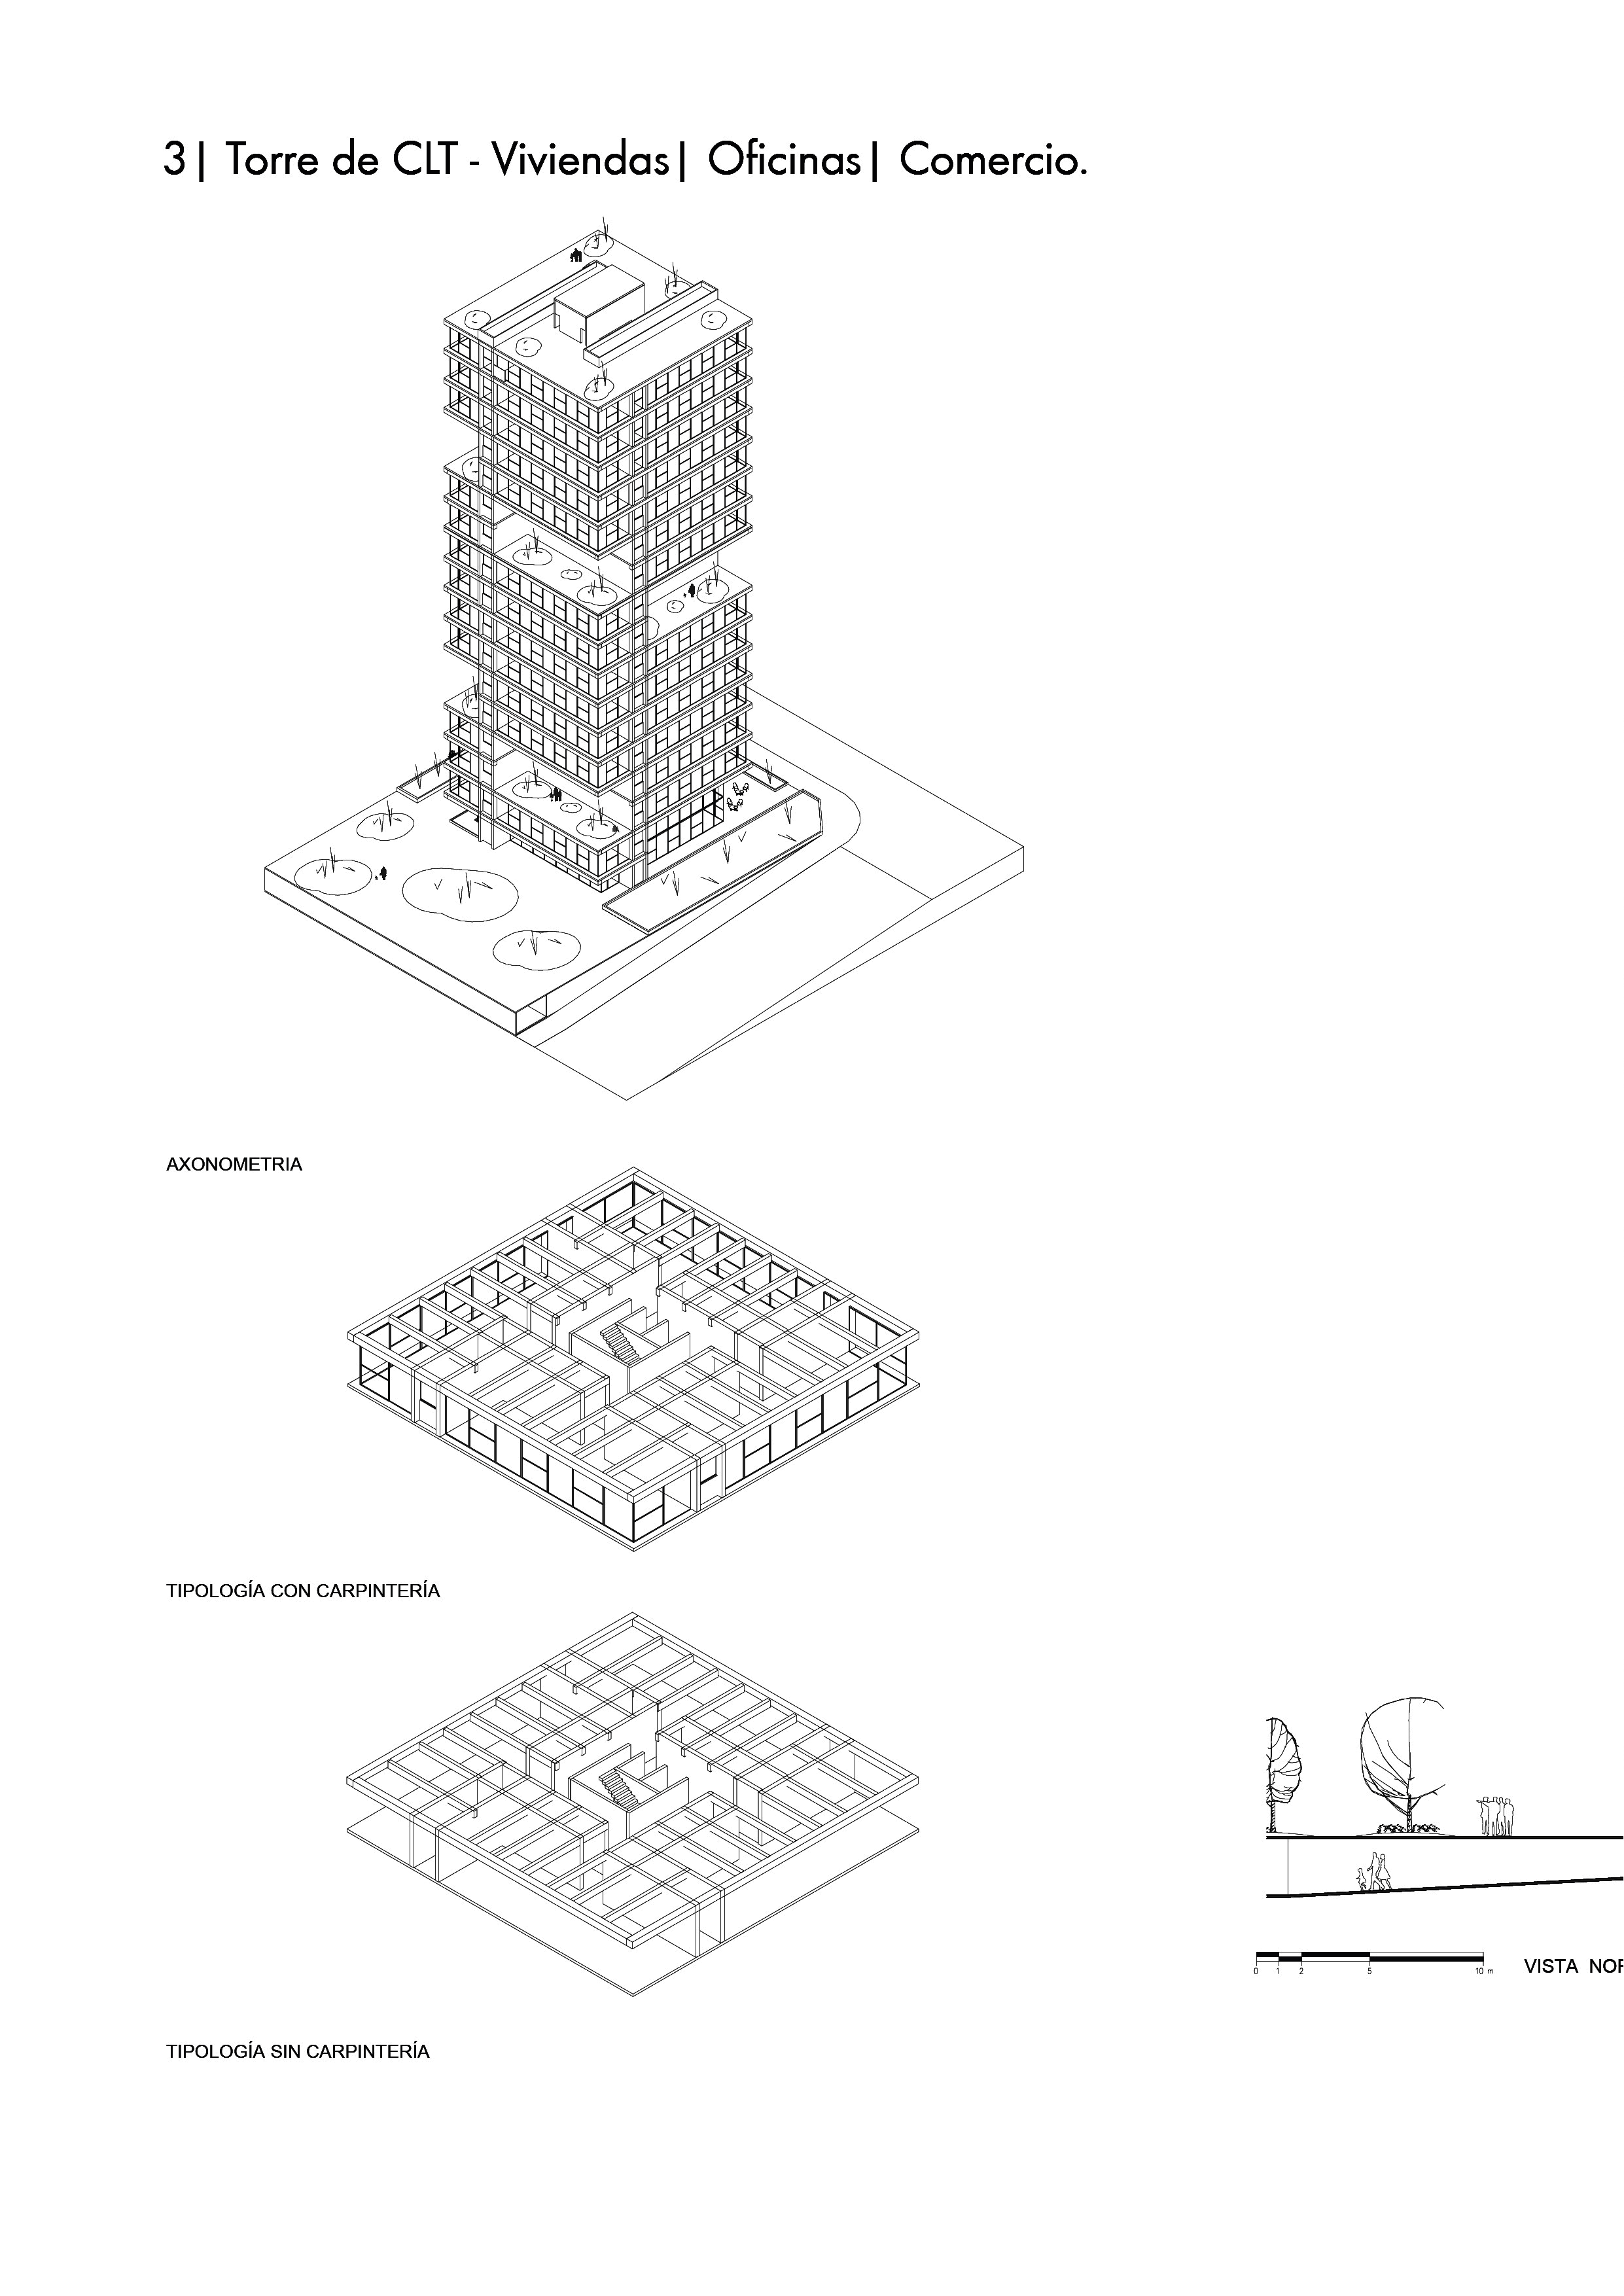 3| Torre de CLT - Viviendas| Oficinas| Comercio.
AXONOMETRIA
TIPOLOGÍA CON CARPINTERÍA
0 1 2 5 10 m
VISTA NOR
TIPOLOGÍA SIN CARPINTERÍA